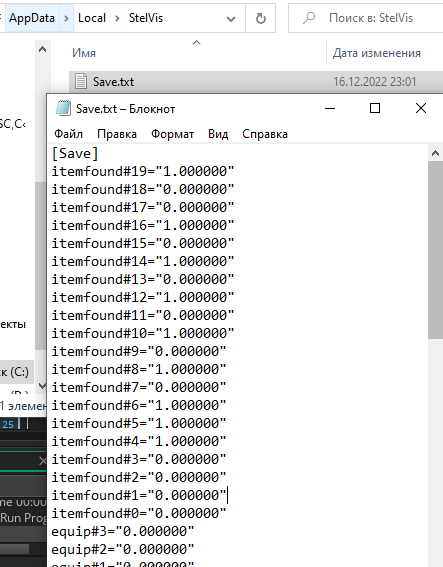 AppData > Local > StelVis
Поиск в: StelVis
Имя
Дата изменения
Save.txt
16.12.2022 23:01
Save.txt – Блокнот
Файл Правка Формат Вид Справка
[Save]
itemfound#19="1.000000"
itemfound#18="0.000000"
itemfound#17="0.000000"
itemfound#16="1.000000"
itemfound#15="0.000000"
itemfound#14="1.000000"
itemfound#13="0.000000"
itemfound#12="1.000000"
itemfound#11="0.000000"
itemfound#10="1.000000"
itemfound#9="0.000000"
itemfound#8="1.000000"
itemfound#7="0.000000"
itemfound#6="1.000000"
itemfound#5="1.000000"
itemfound#4="1.000000"
itemfound#3="0.000000"
itemfound#2="0.000000"
itemfound#1="0.000000"
itemfound#0="0.000000"
equip#3="0.000000"
equip#2="0.000000"
equip#1="0.000000"
SC,С
екты
ск (C:)
1 элемен
25
me 00:00
Run Prog